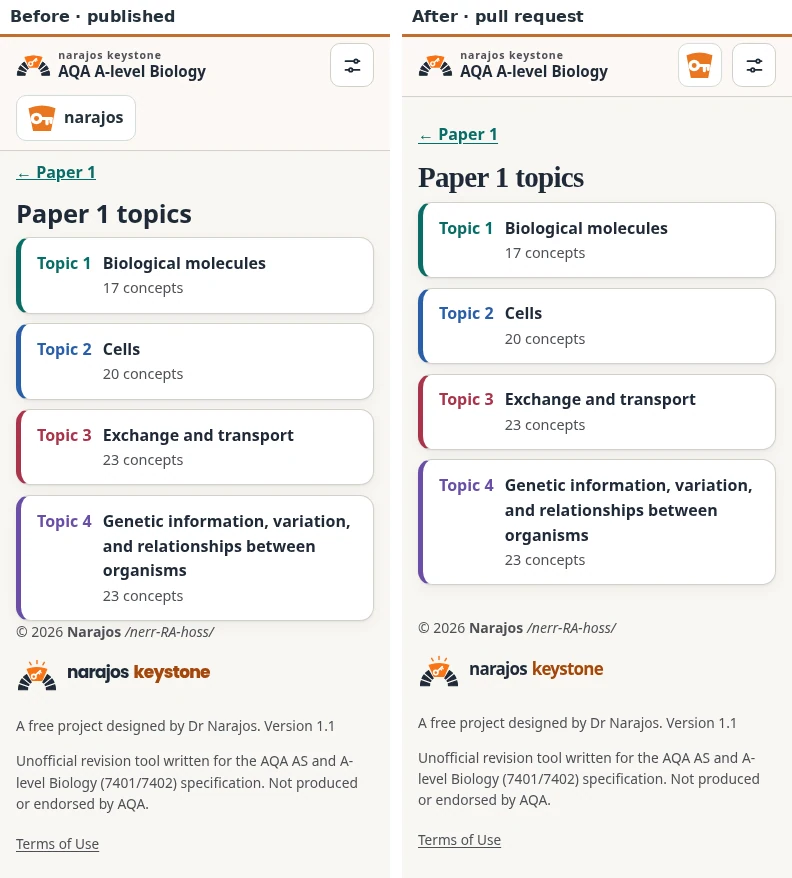 Before · published
narajos keystone
AQA A-level Biology
narajos
← Paper 1
Paper 1 topics
Topic 1 Biological molecules
17 concepts
Topic 2 Cells
20 concepts
Topic 3 Exchange and transport
23 concepts
Topic 4 Genetic information, variation,
and relationships between
organisms
23 concepts
© 2026 Narajos /nerr-RA-hoss/
narajos keystone
A free project designed by Dr Narajos. Version 1.1
Unofficial revision tool written for the AQA AS and A-
level Biology (7401/7402) specification. Not produced
or endorsed by AQA.
Terms of Use
After · pull request
narajos keystone
AQA A-level Biology
← Paper 1
Paper 1 topics
Topic 1 Biological molecules
17 concepts
Topic 2 Cells
20 concepts
Topic 3 Exchange and transport
23 concepts
Topic 4 Genetic information, variation,
and relationships between
organisms
23 concepts
© 2026 Narajos /nerr-RA-hoss/
narajos keystone
A free project designed by Dr Narajos. Version 1.1
Unofficial revision tool written for the AQA AS and A-
level Biology (7401/7402) specification. Not produced
or endorsed by AQA.
Terms of Use